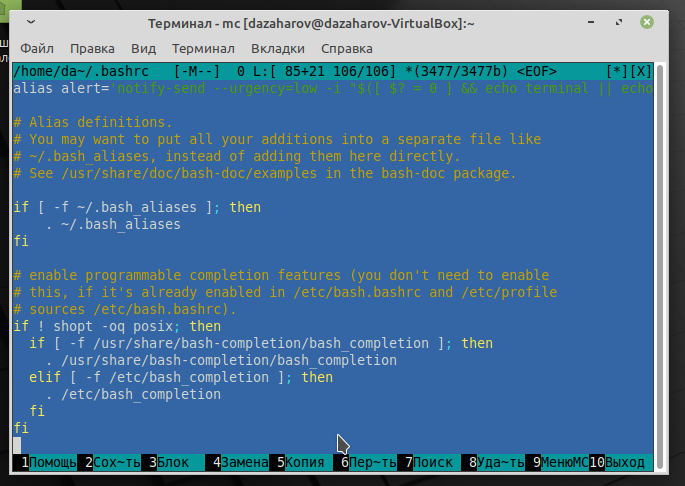 Терминал - mc [dazaharov@dazaharov-VirtualBox]:~
Файл Правка Вид Терминал Вкладки Справка
/home/da~/.bashrc [-M--] 0 L:[ 85+21 106/106] *(3477/3477b) <EOF> [*][X]
alias alert='notify-send --urgency=low -i "$([ $? = 0 ] && echo terminal || echo
# Alias definitions.
# You may want to put all your additions into a separate file like
# ~/.bash_aliases, instead of adding them here directly.
# See /usr/share/doc/bash-doc/examples in the bash-doc package.
if [ -f ~/.bash_aliases ]; then
    . ~/.bash_aliases
fi
# enable programmable completion features (you don't need to enable
# this, if it's already enabled in /etc/bash.bashrc and /etc/profile
# sources /etc/bash.bashrc).
if ! shopt -oq posix; then
  if [ -f /usr/share/bash-completion/bash_completion ]; then
    . /usr/share/bash-completion/bash_completion
  elif [ -f /etc/bash_completion ]; then
    . /etc/bash_completion
  fi
fi
1Помощь 2Сох~ть 3Блок 4Замена 5Копия 6Пер~ть 7Поиск 8Уда~ть 9МенюМС 10Выход